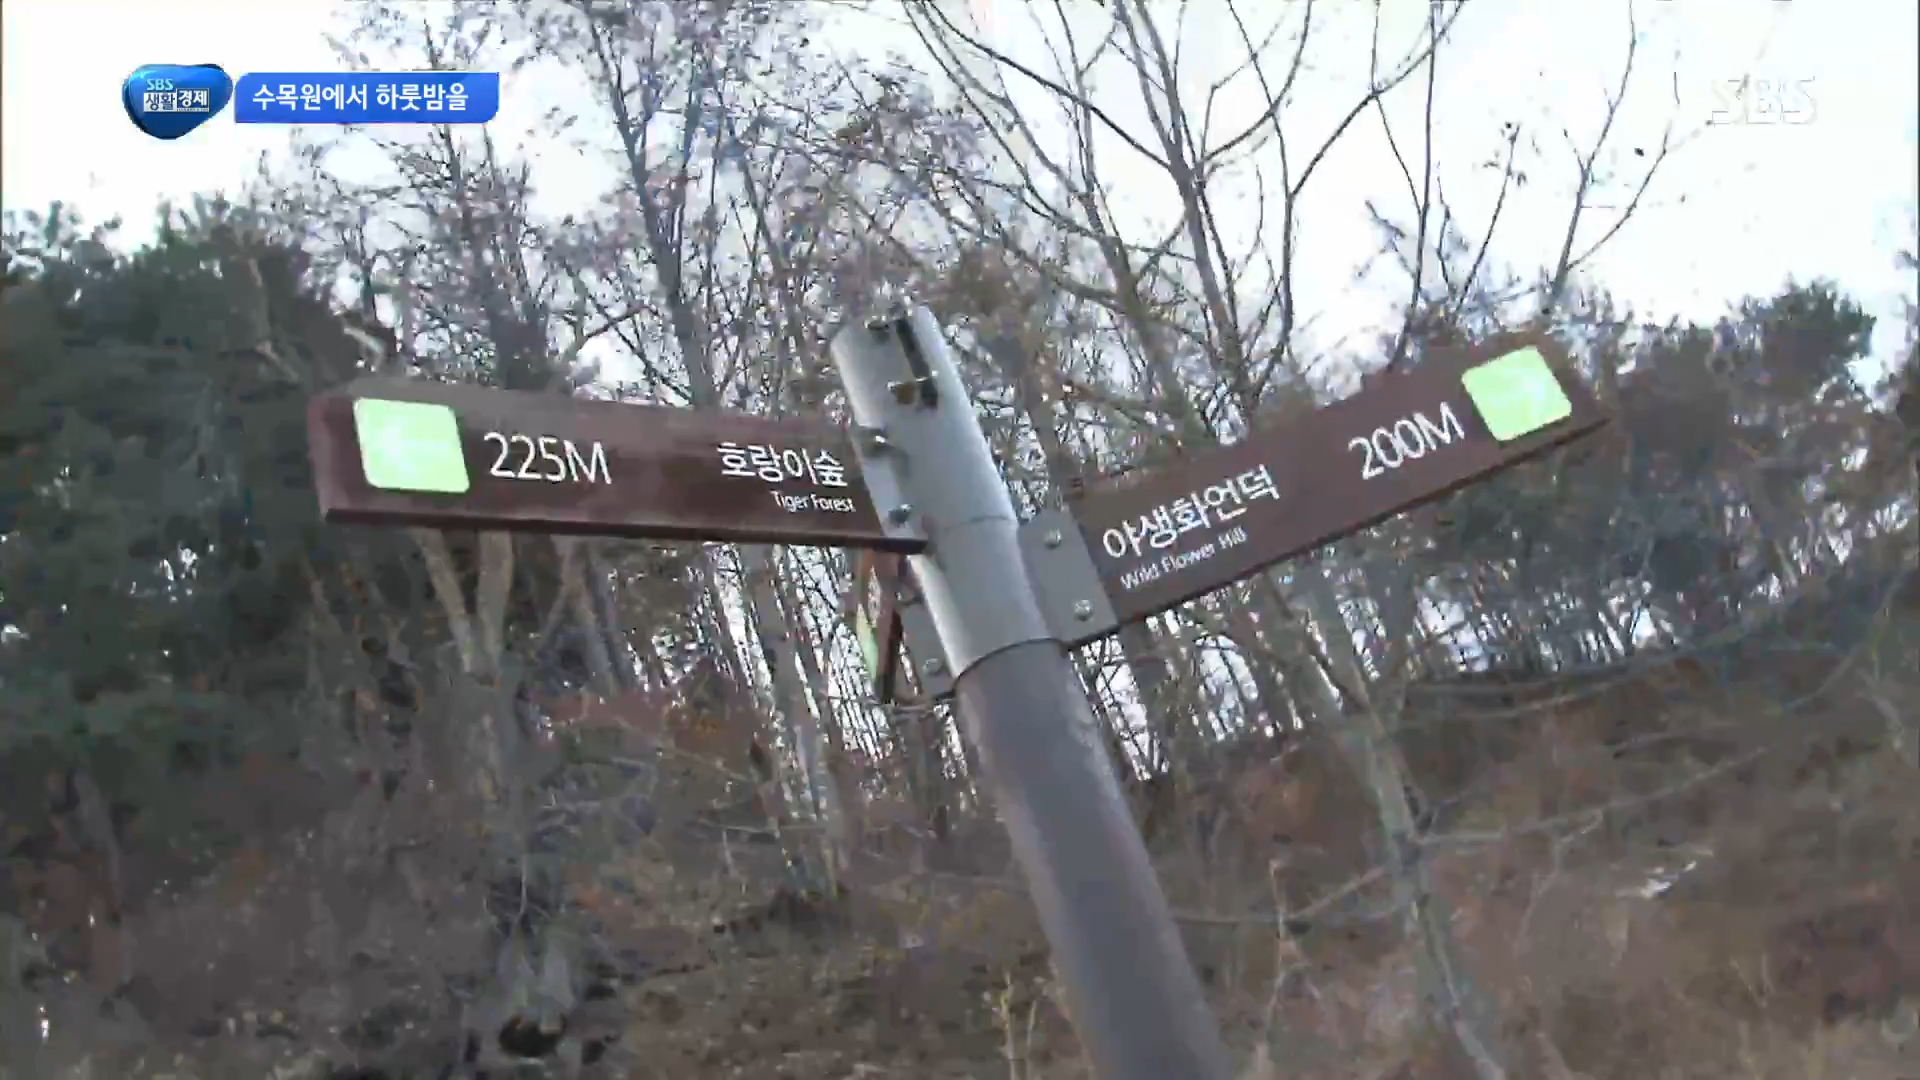 SBS
생활경제
수목원에서 하룻밤을
SBS
225M
호랑이숲
Tiger Forest
200M
야생화언덕
Wild Flower Hill